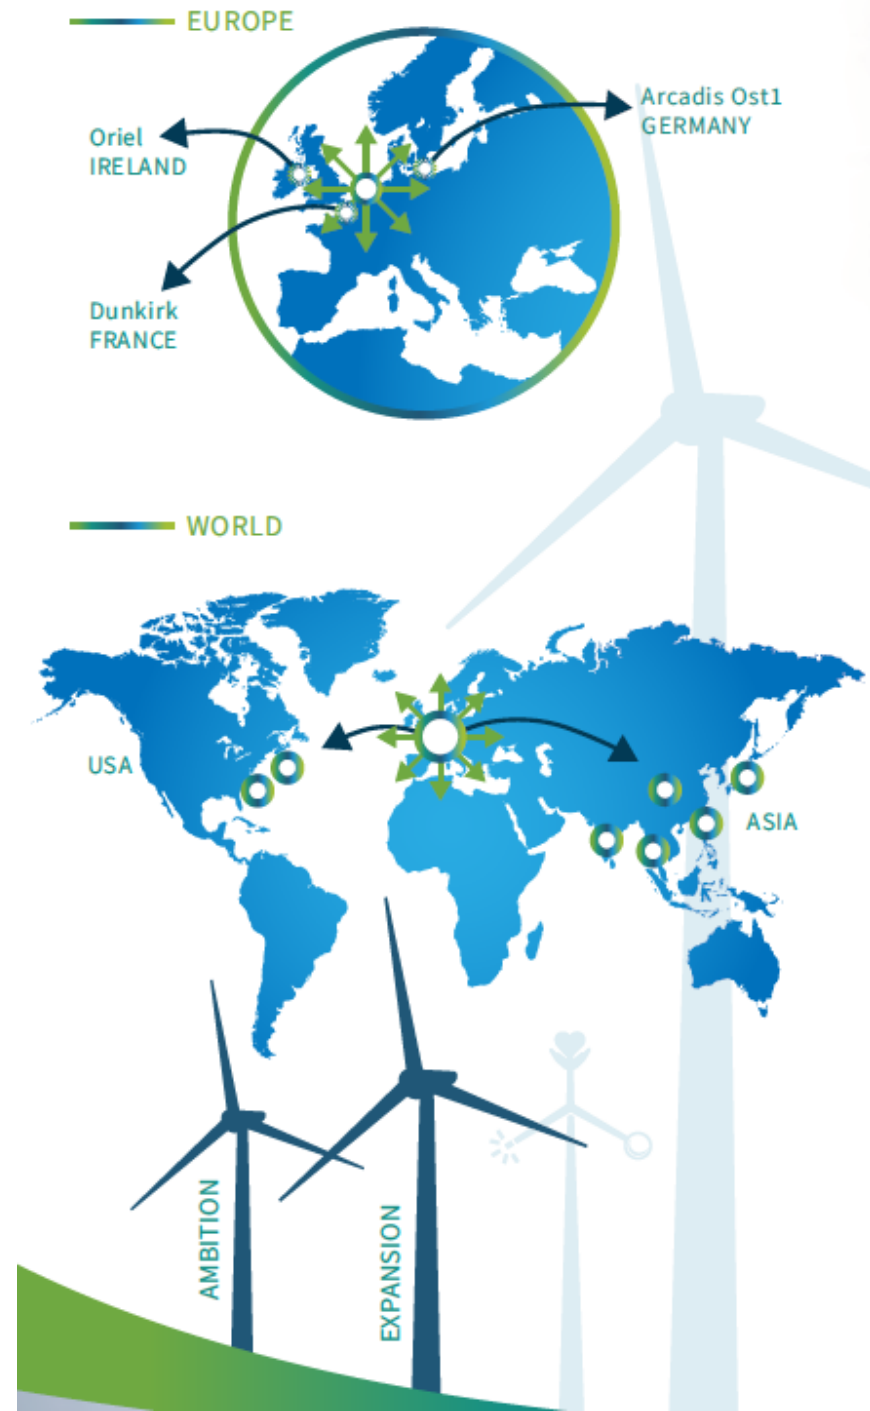 EUROPE
Arcadis Ost1
GERMANY
Oriel
IRELAND
Dunkirk
FRANCE
WORLD
USA
ASIA
AMBITION
EXPANSION